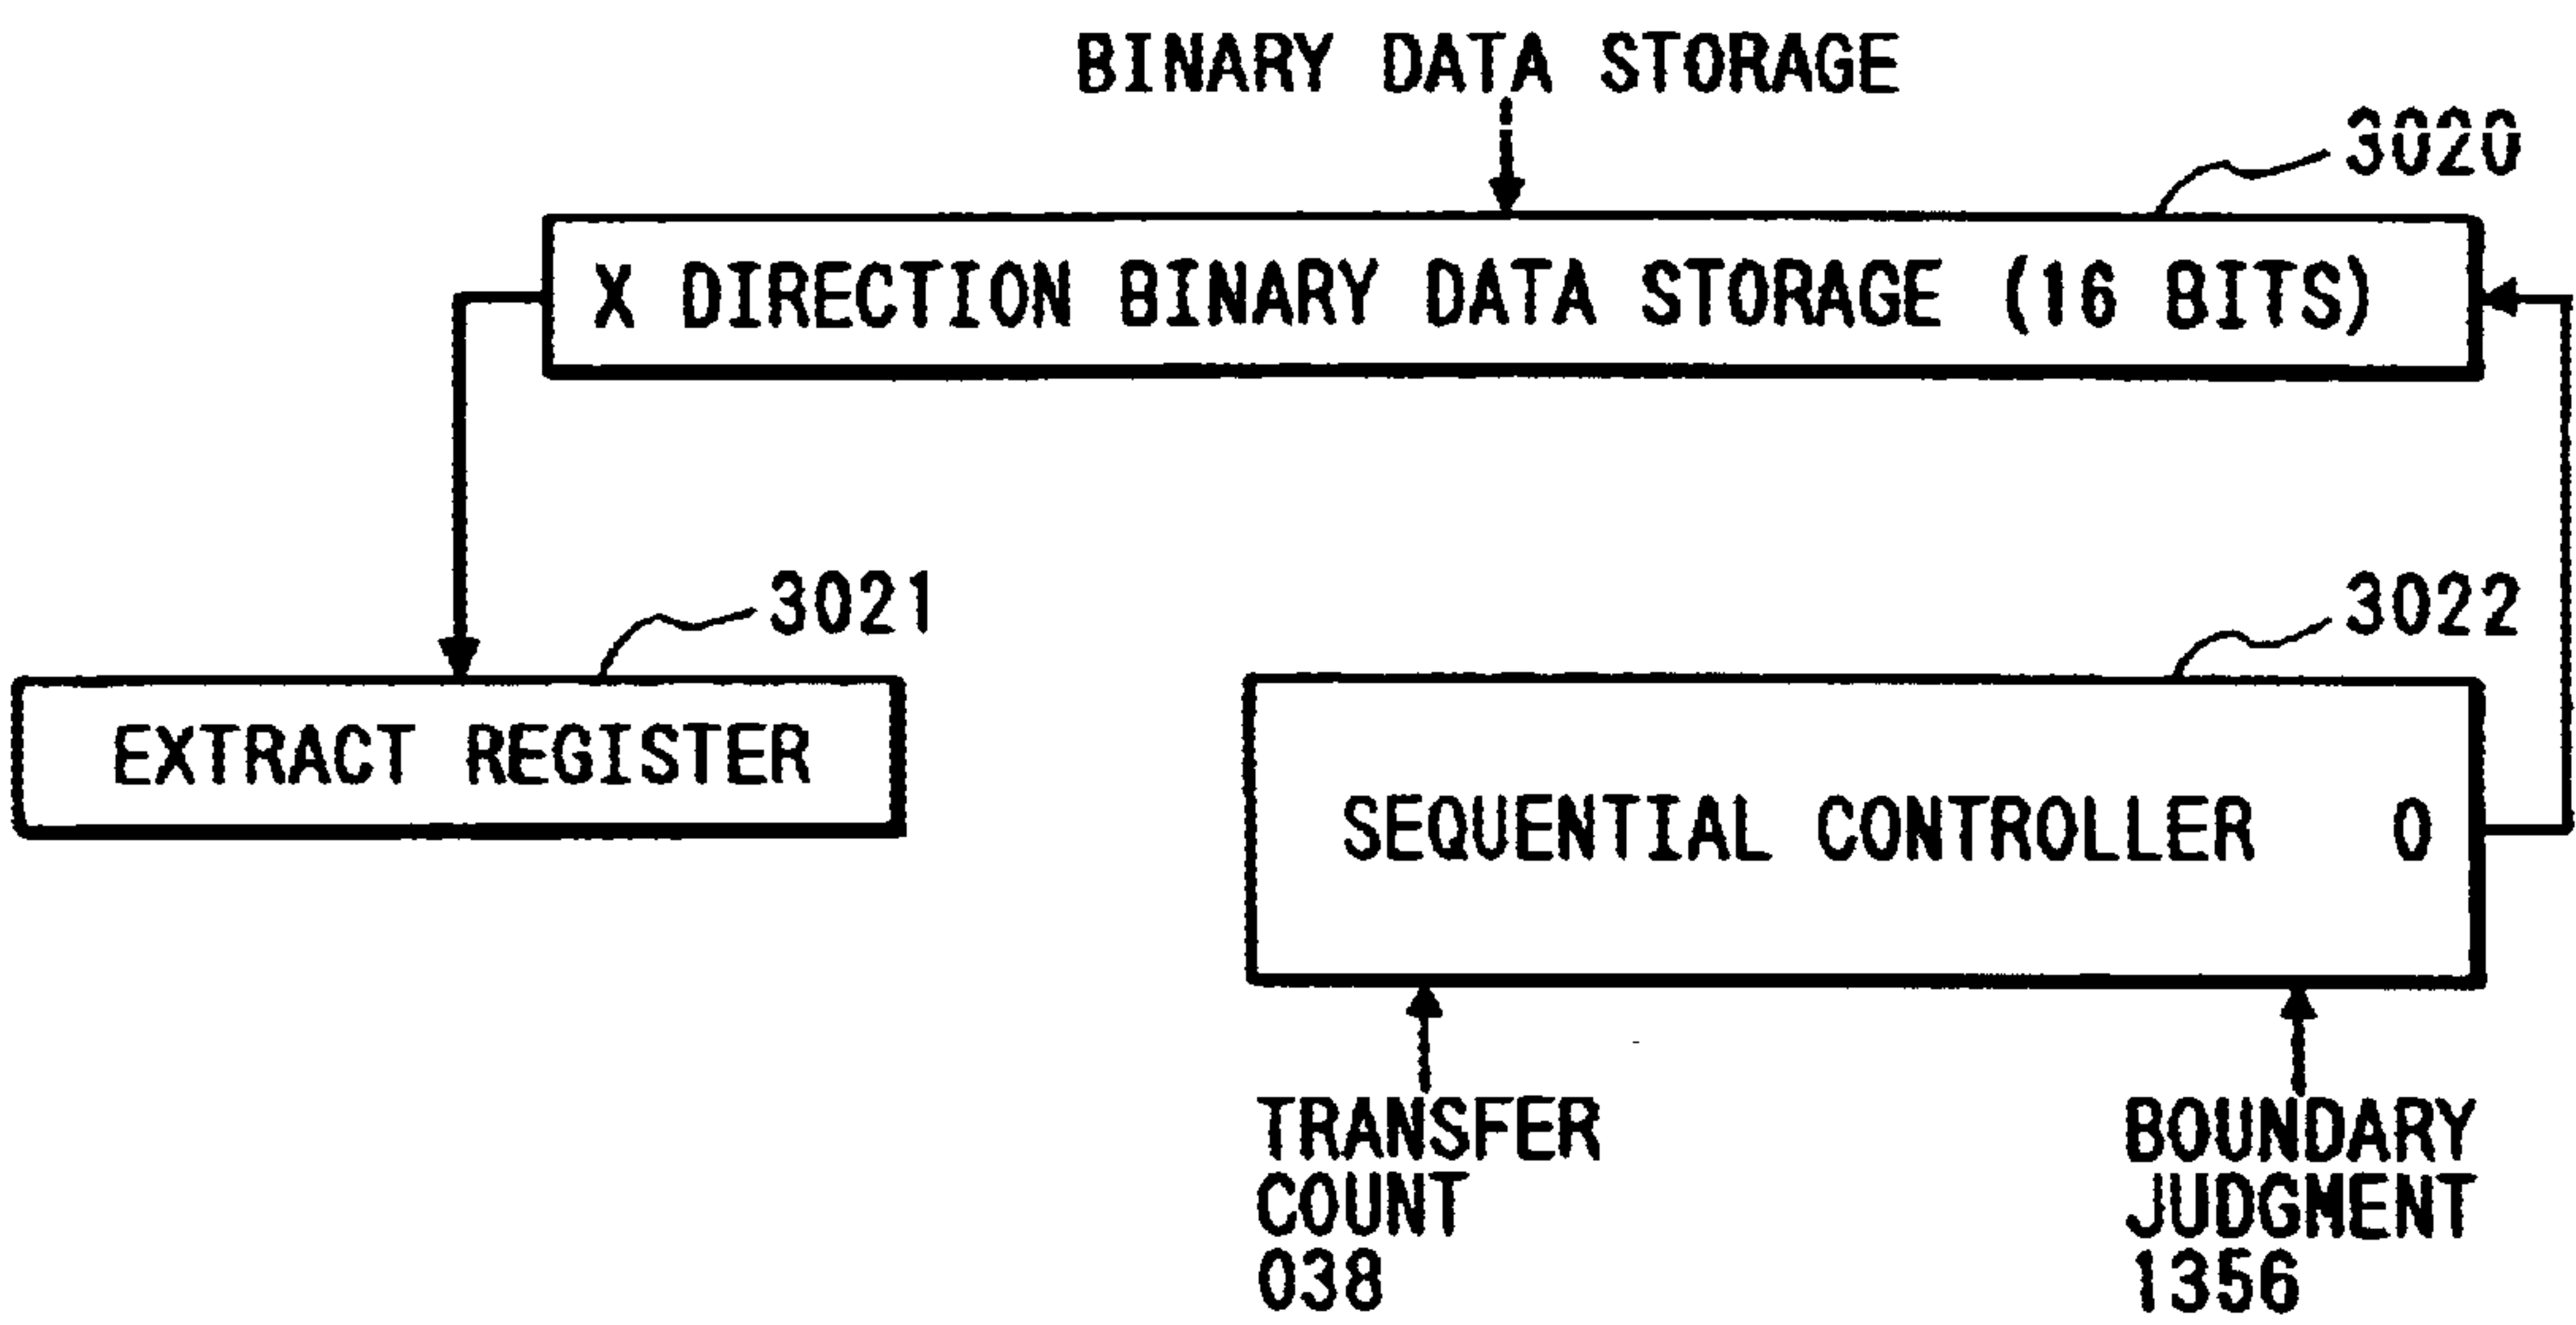 BINARY DATA STORAGE
3020
X DIRECTION BINARY DATA STORAGE (16 BITS)
3021
EXTRACT REGISTER
3022
SEQUENTIAL CONTROLLER O
TRANSFER
COUNT
038
BOUNDARY
JUDGMENT
1356